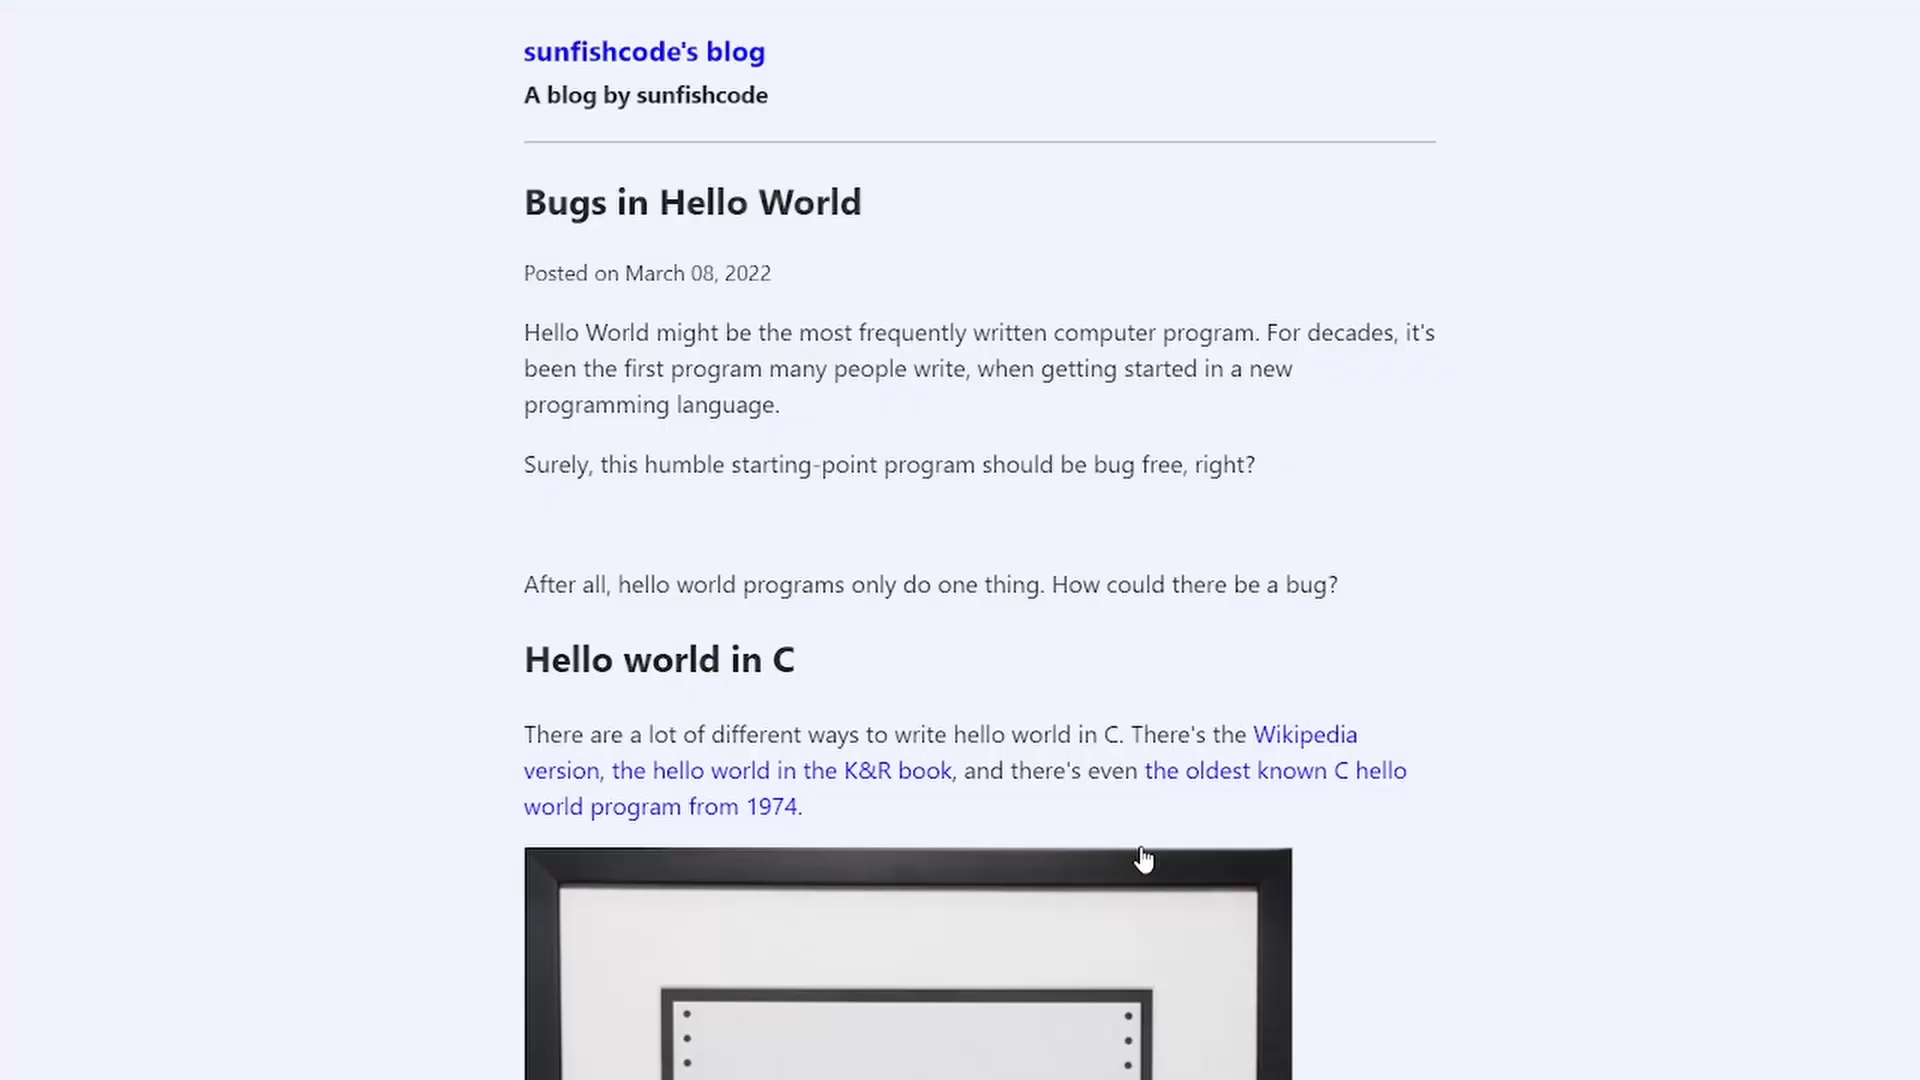 sunfishcode's blog
A blog by sunfishcode
Bugs in Hello World
Posted on March 08, 2022
Hello World might be the most frequently written computer program. For decades, it's
been the first program many people write, when getting started in a new
programming language.
Surely, this humble starting-point program should be bug free, right?
After all, hello world programs only do one thing. How could there be a bug?
Hello world in C
There are a lot of different ways to write hello world in C. There's the Wikipedia
version, the hello world in the K&R book, and there's even the oldest known C hello
world program from 1974.